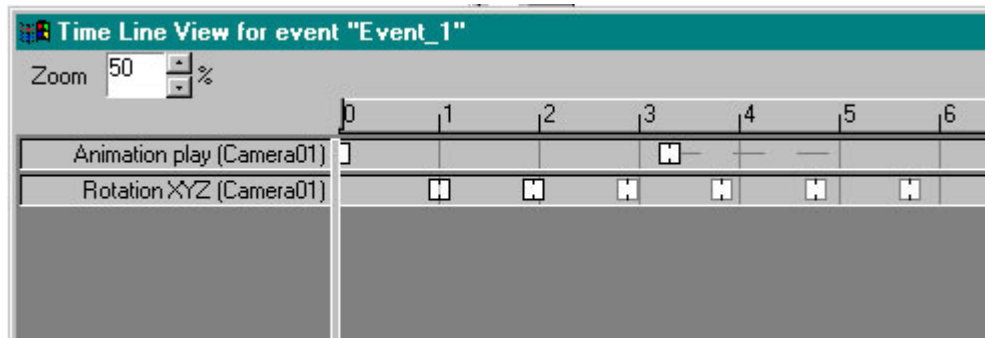 Time Line View for event "Event_1"
Zoom 50 %
0 1 2 3 4 5 6
Animation play (Camera01)
Rotation XYZ (Camera01)